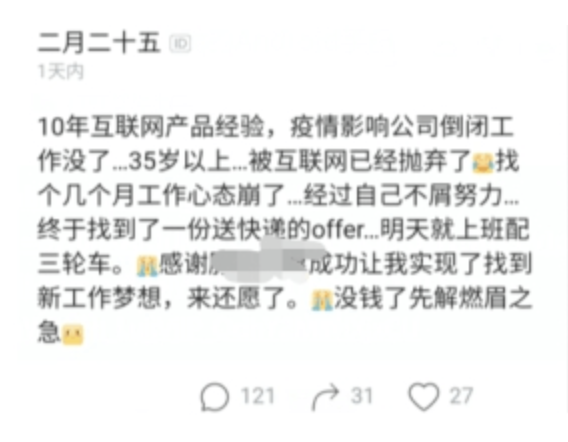 二月二十五 ID
1天内
10年互联网产品经验，疫情影响公司倒闭工
作没了...35岁以上...被互联网已经抛弃了😂找
个几个月工作心态崩了...经过自己不屑努力...
终于找到了一份送快递的offer...明天就上班配
三轮车。😭感谢 成功让我实现了找到
新工作梦想，来还愿了。😭没钱了先解燃眉之
急😶
121 31 27